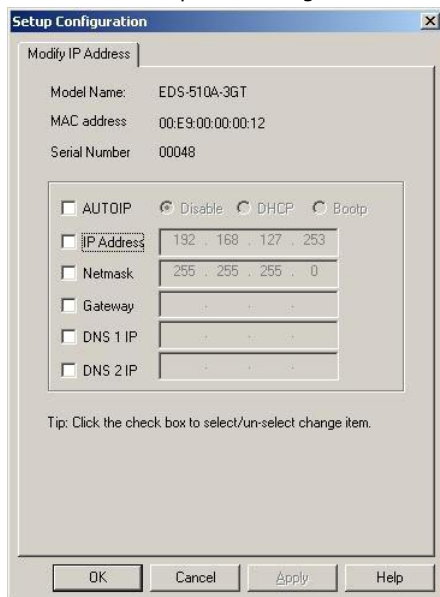 Setup Configuration
Modify IP Address
Model Name: EDS-510A-3GT
MAC address 00:E9:00:00:00:12
Serial Number 00048
AUTOIP Disable DHCP Bootp
IP Address 192 . 168 . 127 . 253
Netmask 255 . 255 . 255 . 0
Gateway . . .
DNS 1 IP . . .
DNS 2 IP . . .
Tip: Click the check box to select/un-select change item.
OK Cancel Apply Help